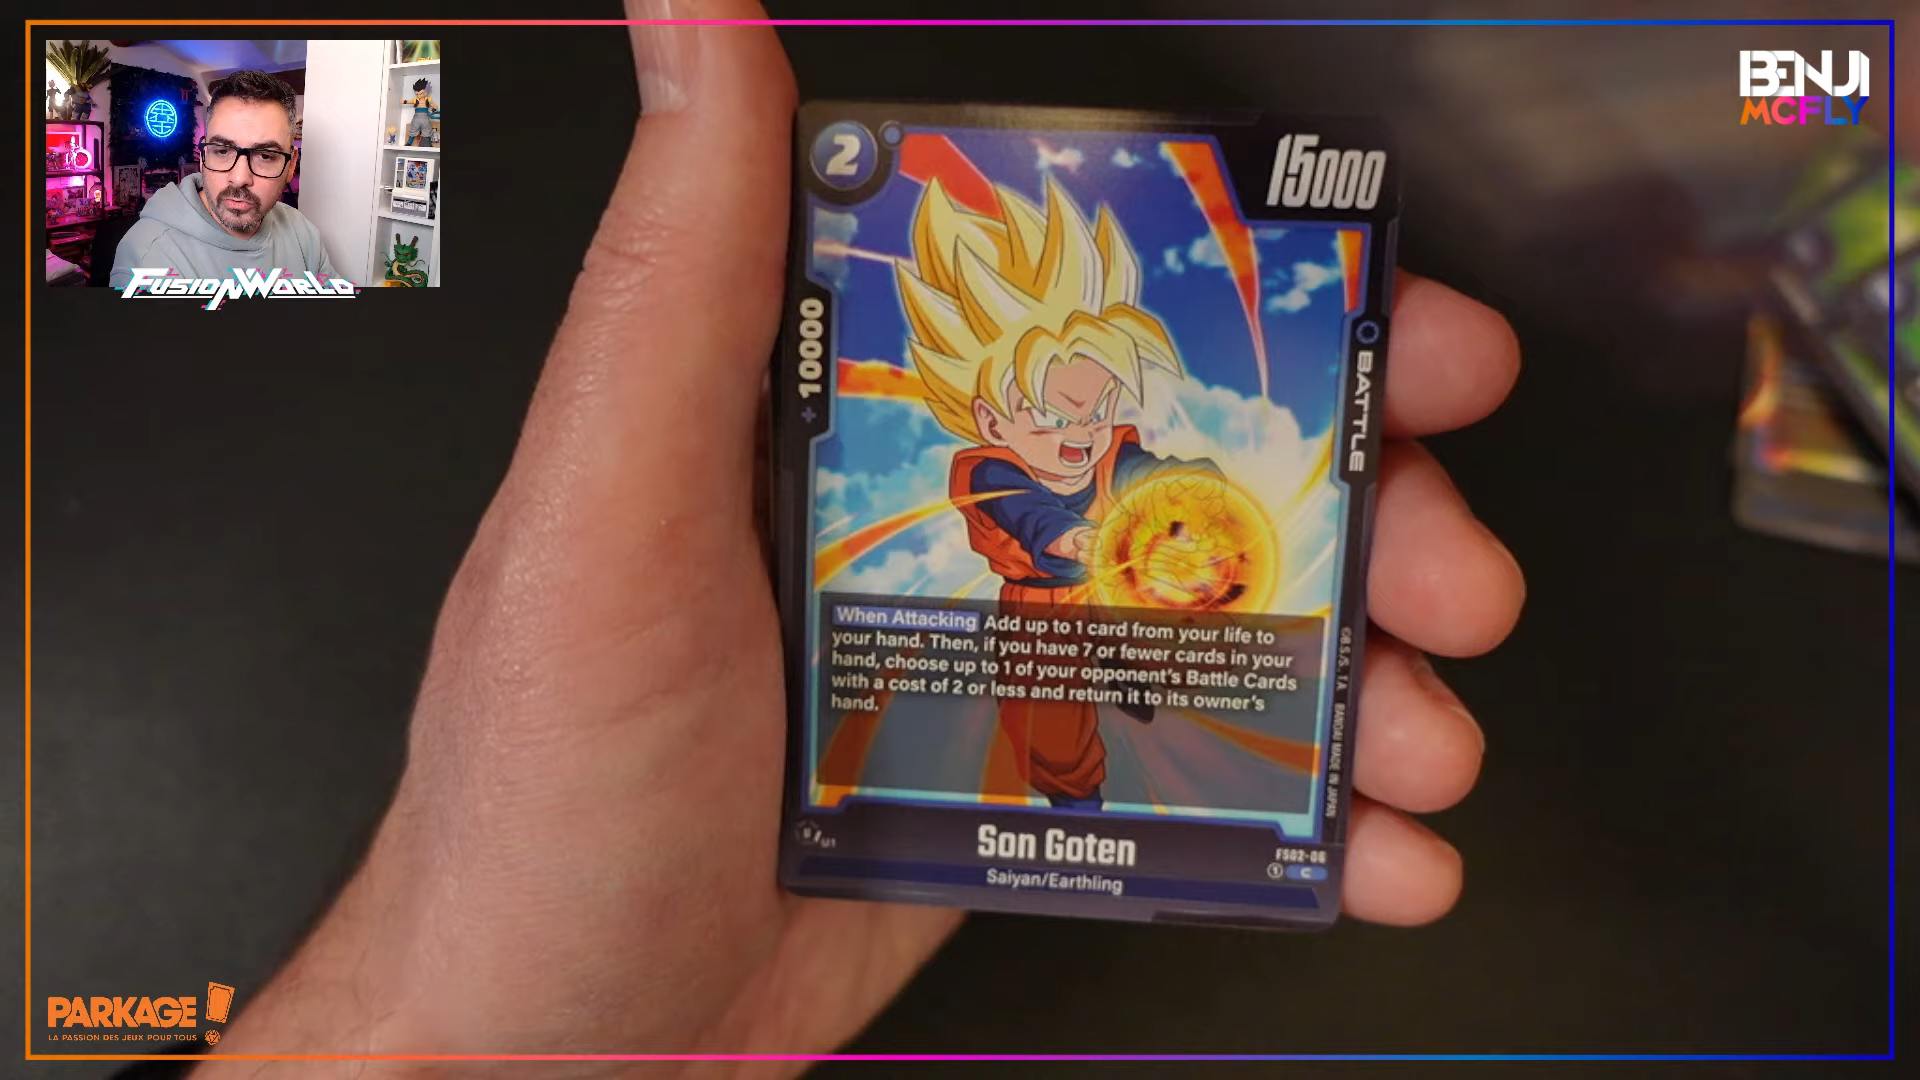 BENJI
MCFLY
FUSIONWORLD
2
15000
+10000
BATTLE
When Attacking Add up to 1 card from your life to
your hand. Then, if you have 7 or fewer cards in your
hand, choose up to 1 of your opponent's Battle Cards
with a cost of 2 or less and return it to its owner's
hand.
©B.S./S., T.A. BANDAI MADE IN JAPAN
Son Goten
Saiyan/Earthling
FS02-06
1 C
PARKAGE
LA PASSION DES JEUX POUR TOUS